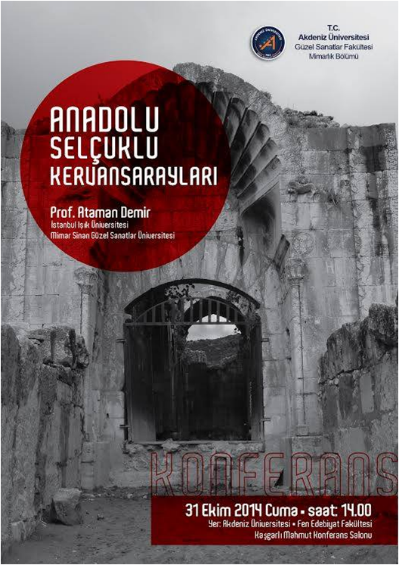 T.C.
Akdeniz Üniversitesi
Güzel Sanatlar Fakültesi
Mimarlık Bölümü
ANADOLU
SELÇUKLU
KERVANSARAYLARI
Prof. Ataman Demir
İstanbul Işık Üniversitesi
Mimar Sinan Güzel Sanatlar Üniversitesi
KONFERANS
31 Ekim 2014 Cuma • saat: 14.00
Yer: Akdeniz Üniversitesi • Fen Edebiyat Fakültesi
Kaşgarlı Mahmut Konferans Salonu